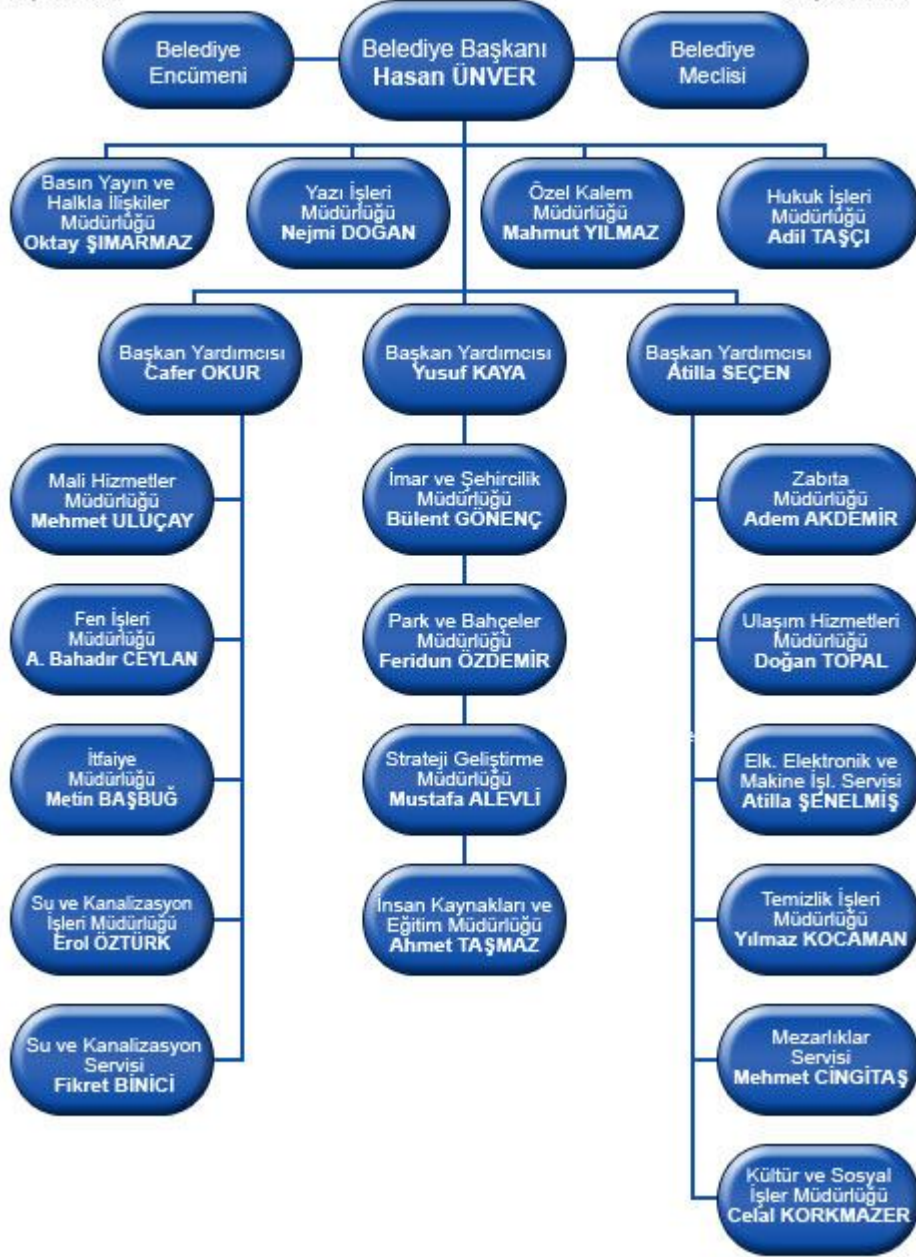 Belediye
Encümeni
Belediye Başkanı
Hasan ÜNVER
Belediye
Meclisi
Basın Yayın ve
Halkla İlişkiler
Müdürlüğü
Oktay ŞIMARMAZ
Yazı İşleri
Müdürlüğü
Nejmi DOĞAN
Özel Kalem
Müdürlüğü
Mahmut YILMAZ
Hukuk İşleri
Müdürlüğü
Adil TAŞÇI
Başkan Yardımcısı
Cafer OKUR
Başkan Yardımcısı
Yusuf KAYA
Başkan Yardımcısı
Atilla SEÇEN
Mali Hizmetler
Müdürlüğü
Mehmet ULUÇAY
İmar ve Şehircilik
Müdürlüğü
Bülent GÖNENÇ
Zabıta
Müdürlüğü
Adem AKDEMİR
Fen İşleri
Müdürlüğü
A. Bahadır CEYLAN
Park ve Bahçeler
Müdürlüğü
Feridun ÖZDEMİR
Ulaşım Hizmetleri
Müdürlüğü
Doğan TOPAL
İtfaiye
Müdürlüğü
Metin BAŞBUĞ
Strateji Geliştirme
Müdürlüğü
Mustafa ALEVLİ
Elk. Elektronik ve
Makine İşl. Servisi
Atilla ŞENELMİŞ
Su ve Kanalizasyon
İşleri Müdürlüğü
Erol ÖZTÜRK
İnsan Kaynakları ve
Eğitim Müdürlüğü
Ahmet TAŞMAZ
Temizlik İşleri
Müdürlüğü
Yılmaz KOCAMAN
Su ve Kanalizasyon
Servisi
Fikret BİNİCİ
Mezarlıklar
Servisi
Mehmet CİNGİTAŞ
Kültür ve Sosyal
İşler Müdürlüğü
Celal KORKMAZER